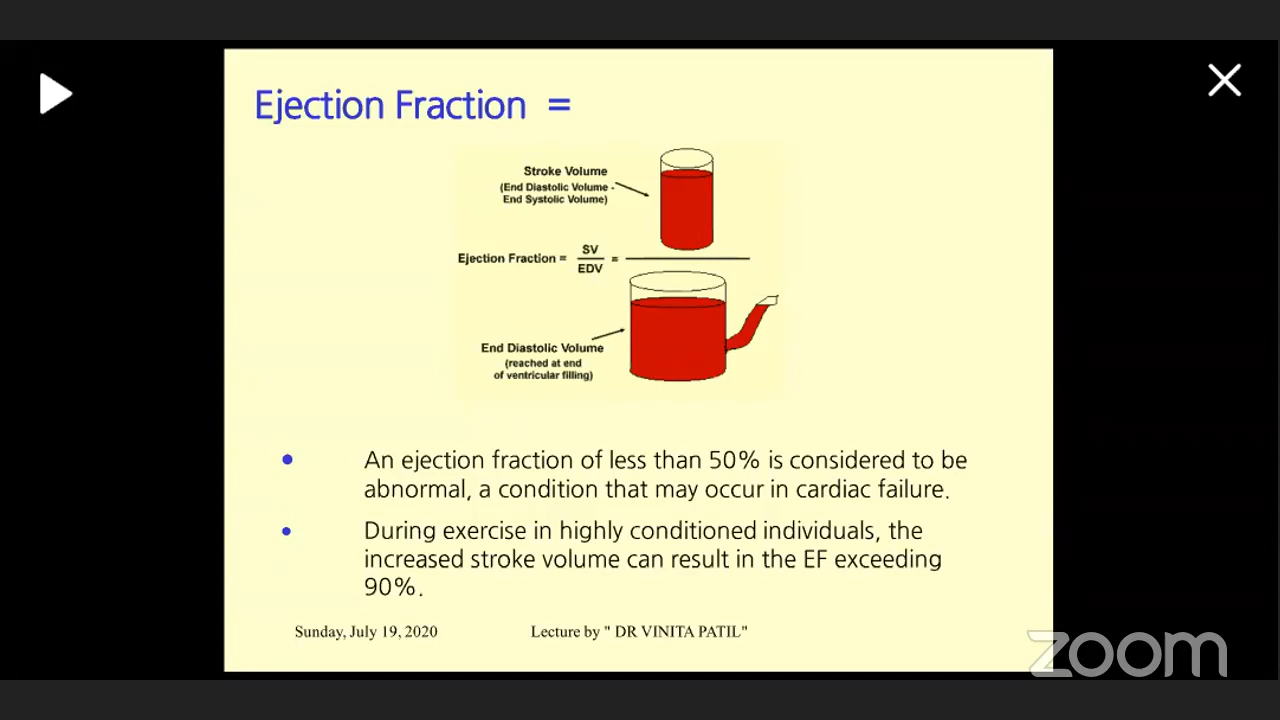 Ejection Fraction =
Stroke Volume
(End Diastolic Volume -
End Systolic Volume)
Ejection Fraction = SV / EDV =
End Diastolic Volume
(reached at end
of ventricular filling)
• An ejection fraction of less than 50% is considered to be
abnormal, a condition that may occur in cardiac failure.
• During exercise in highly conditioned individuals, the
increased stroke volume can result in the EF exceeding
90%.
Sunday, July 19, 2020 Lecture by " DR VINITA PATIL"
zoom